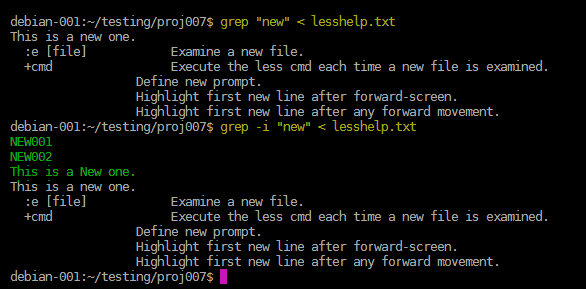 debian-001:~/testing/proj007$ grep "new" < lesshelp.txt
This is a new one.
  :e [file]            Examine a new file.
  +cmd                 Execute the less cmd each time a new file is examined.
                  Define new prompt.
                  Highlight first new line after forward-screen.
                  Highlight first new line after any forward movement.
debian-001:~/testing/proj007$ grep -i "new" < lesshelp.txt
NEW001
NEW002
This is a New one.
This is a new one.
  :e [file]            Examine a new file.
  +cmd                 Execute the less cmd each time a new file is examined.
                  Define new prompt.
                  Highlight first new line after forward-screen.
                  Highlight first new line after any forward movement.
debian-001:~/testing/proj007$